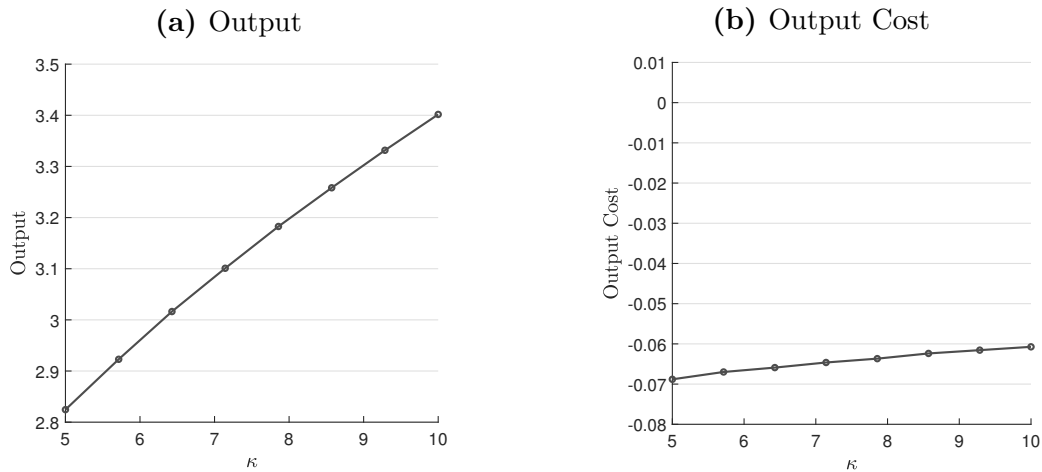 (a) Output
3.5
3.4
3.3
3.2
3.1
3
2.9
2.8
Output
5 6 7 8 9 10
κ
(b) Output Cost
0.01
0
-0.01
-0.02
-0.03
-0.04
-0.05
-0.06
-0.07
-0.08
Output Cost
5 6 7 8 9 10
κ